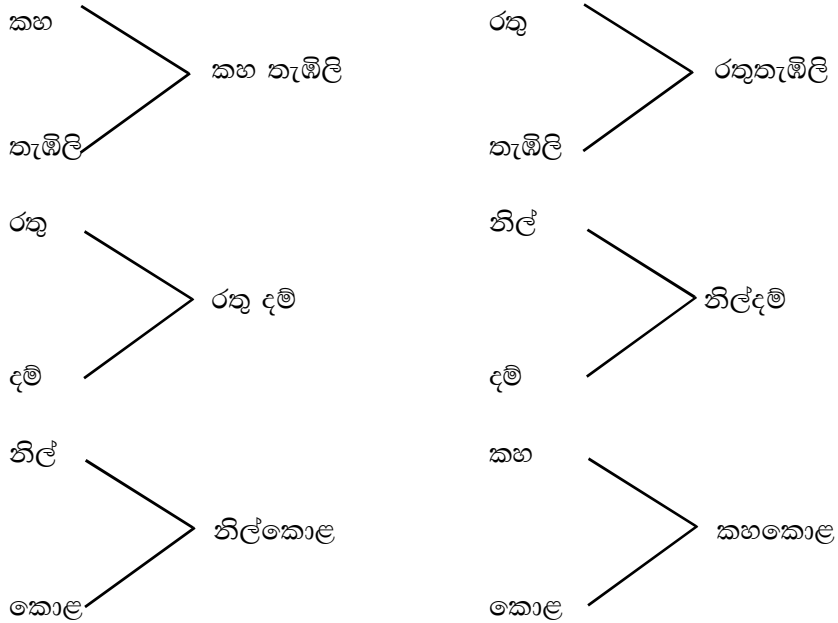 කහ
කහ තැඹිලි
තැඹිලි
රතු
රතුතැඹිලි
තැඹිලි
රතු
රතු දම්
දම්
නිල්
නිල්දම්
දම්
නිල්
නිල්කොළ
කොළ
කහ
කහකොළ
කොළ